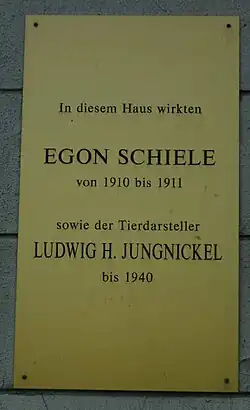 In diesem Haus wirkten
EGON SCHIELE
von 1910 bis 1911
sowie der Tierdarsteller
LUDWIG H. JUNGNICKEL
bis 1940